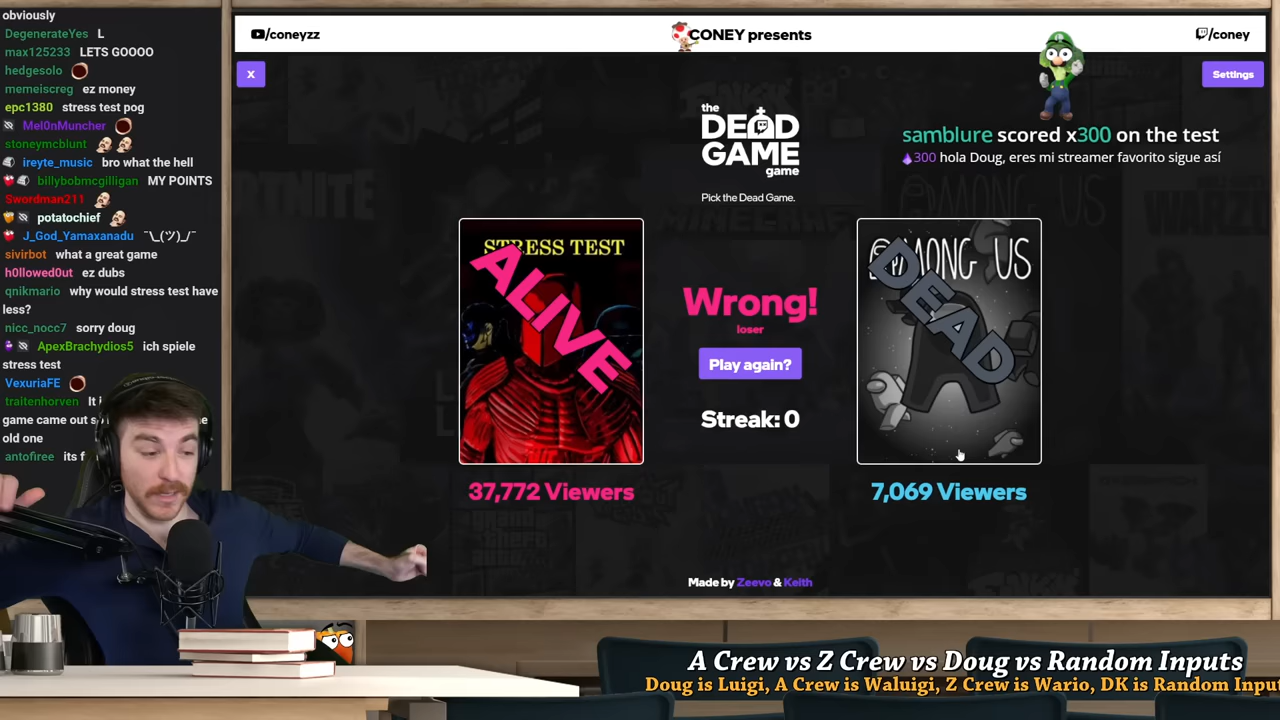 obviously
DegenerateYes L
max125233 LETS GOOOO
hedgesolo
memeiscreg ez money
epc1380 stress test pog
Mel0nMuncher
stoneymcblunt
ireyte_music bro what the hell
billybobmcgilligan MY POINTS
Swordman211
potatochief
J_God_Yamaxanadu ¯\_(ツ)_/¯
sivirbot what a great game
h0llowed0ut ez dubs
qnikmario why would stress test have
less?
nicc_nocc7 sorry doug
ApexBrachydios5 ich spiele
stress test
VexuriaFE
traitenhorven It
game came out
old one
antofiree its
/coneyzz
CONEY presents
/coney
X
Settings
the
DEAD
GAME
game
Pick the Dead Game.
samblure scored x300 on the test
300 hola Doug, eres mi streamer favorito sigue así
STRESS TEST
ALIVE
37,772 Viewers
Wrong!
loser
Play again?
Streak: 0
AMONG US
DEAD
7,069 Viewers
Made by Zeevo & Keith
A Crew vs Z Crew vs Doug vs Random Inputs
Doug is Luigi, A Crew is Waluigi, Z Crew is Wario, DK is Random Input